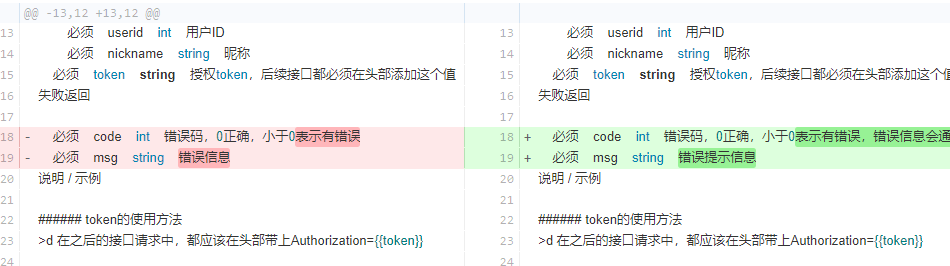 @@ -13,12 +13,12 @@
13 必须 userid int 用户ID
14 必须 nickname string 昵称
15 必须 token string 授权token，后续接口都必须在头部添加这个值
16 失败返回
17
18 - 必须 code int 错误码，0正确，小于0表示有错误
19 - 必须 msg string 错误信息
20 说明 / 示例
21
22 ###### token的使用方法
23 >d 在之后的接口请求中，都应该在头部带上Authorization={{token}}
24
13 必须 userid int 用户ID
14 必须 nickname string 昵称
15 必须 token string 授权token，后续接口都必须在头部添加这个值
16 失败返回
17
18 + 必须 code int 错误码，0正确，小于0表示有错误，错误信息会通
19 + 必须 msg string 错误提示信息
20 说明 / 示例
21
22 ###### token的使用方法
23 >d 在之后的接口请求中，都应该在头部带上Authorization={{token}}
24